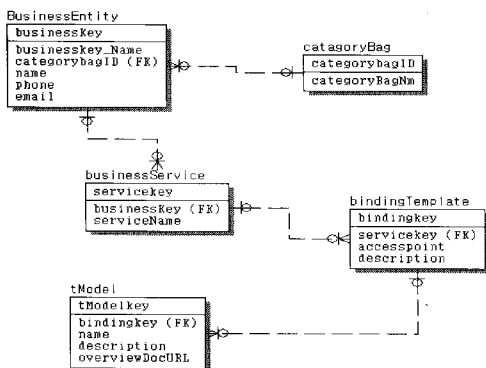 BusinessEntity
businessKey
businesskey_Name
categorybagID (FK)
name
phone
email
catagoryBag
categorybagID
categoryBagNm
businessService
servicekey
businessKey (FK)
serviceName
bindingTemplate
bindingkey
servicekey (FK)
accesspoint
description
tModel
tModelkey
bindingkey (FK)
name
description
overviewDocURL